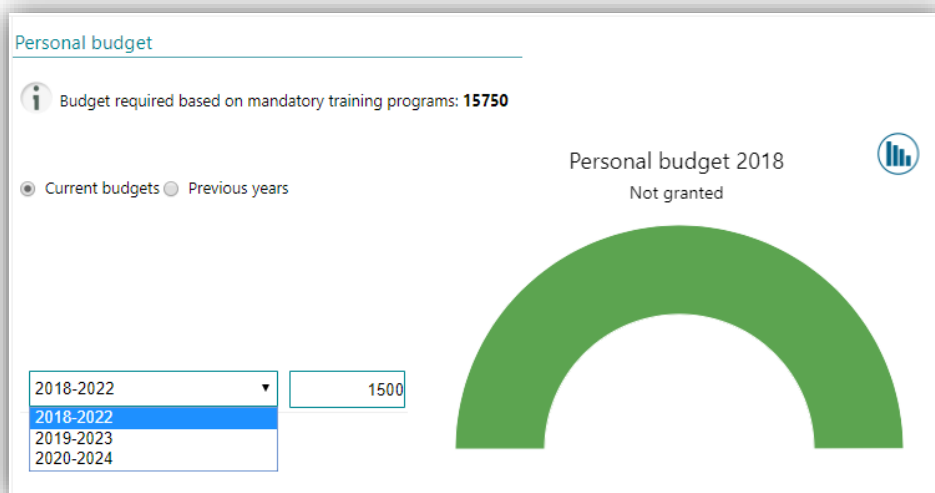 Personal budget
Budget required based on mandatory training programs: 15750
Personal budget 2018
Not granted
Current budgets Previous years
2018-2022 1500
2018-2022
2019-2023
2020-2024